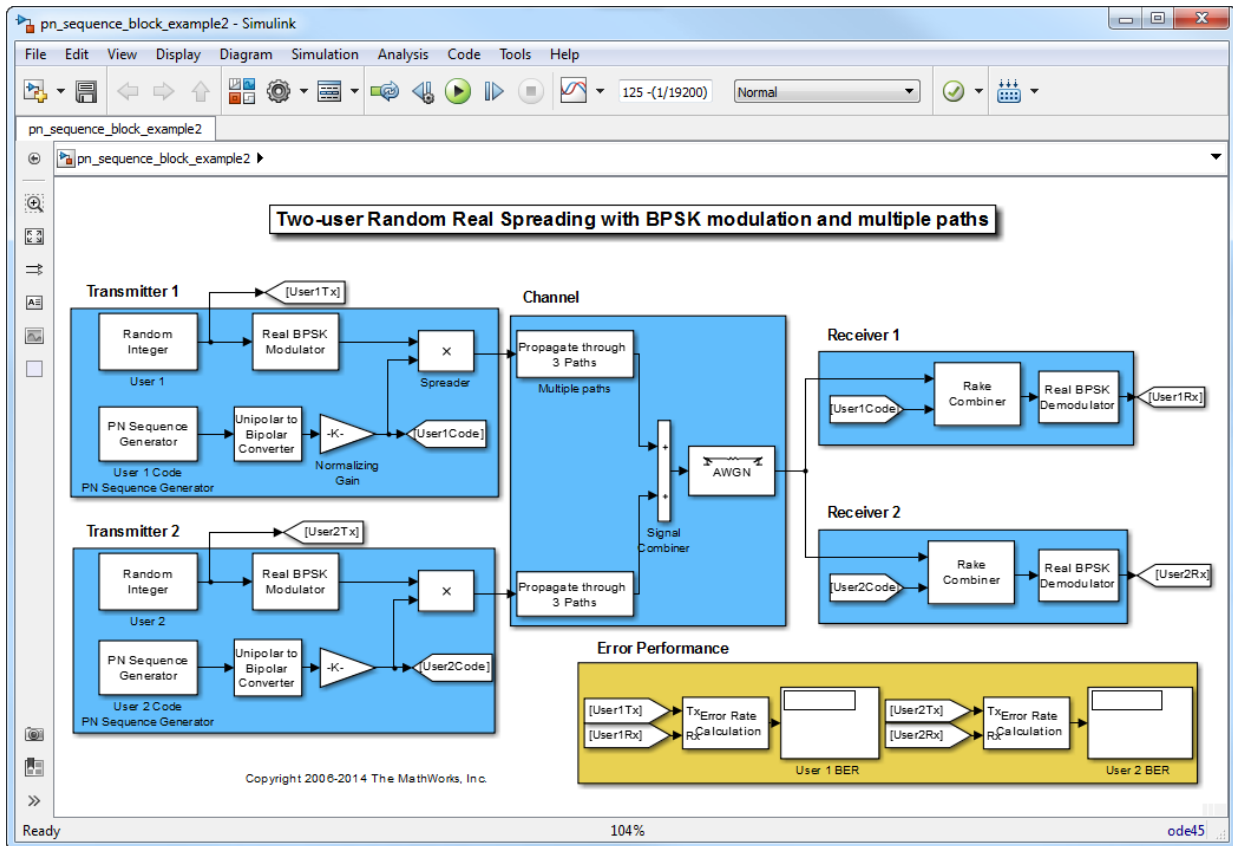 pn_sequence_block_example2 - Simulink
File Edit View Display Diagram Simulation Analysis Code Tools Help
125 -(1/19200) Normal
pn_sequence_block_example2
pn_sequence_block_example2
Two-user Random Real Spreading with BPSK modulation and multiple paths
Transmitter 1
[User1Tx]
Random
Integer
User 1
Real BPSK
Modulator
×
Spreader
PN Sequence
Generator
User 1 Code
PN Sequence Generator
Unipolar to
Bipolar
Converter
-K-
Normalizing
Gain
[User1Code]
Transmitter 2
[User2Tx]
Random
Integer
User 2
Real BPSK
Modulator
×
PN Sequence
Generator
User 2 Code
PN Sequence Generator
Unipolar to
Bipolar
Converter
-K-
[User2Code]
Channel
Propagate through
3 Paths
Multiple paths
+
+
Signal
Combiner
AWGN
Propagate through
3 Paths
Receiver 1
[User1Code]
Rake
Combiner
Real BPSK
Demodulator
[User1Rx]
Receiver 2
[User2Code]
Rake
Combiner
Real BPSK
Demodulator
[User2Rx]
Error Performance
[User1Tx]
[User1Rx]
Tx
Rx
Error Rate
Calculation
User 1 BER
[User2Tx]
[User2Rx]
Tx
Rx
Error Rate
Calculation
User 2 BER
Copyright 2006-2014 The MathWorks, Inc.
Ready 104% ode45